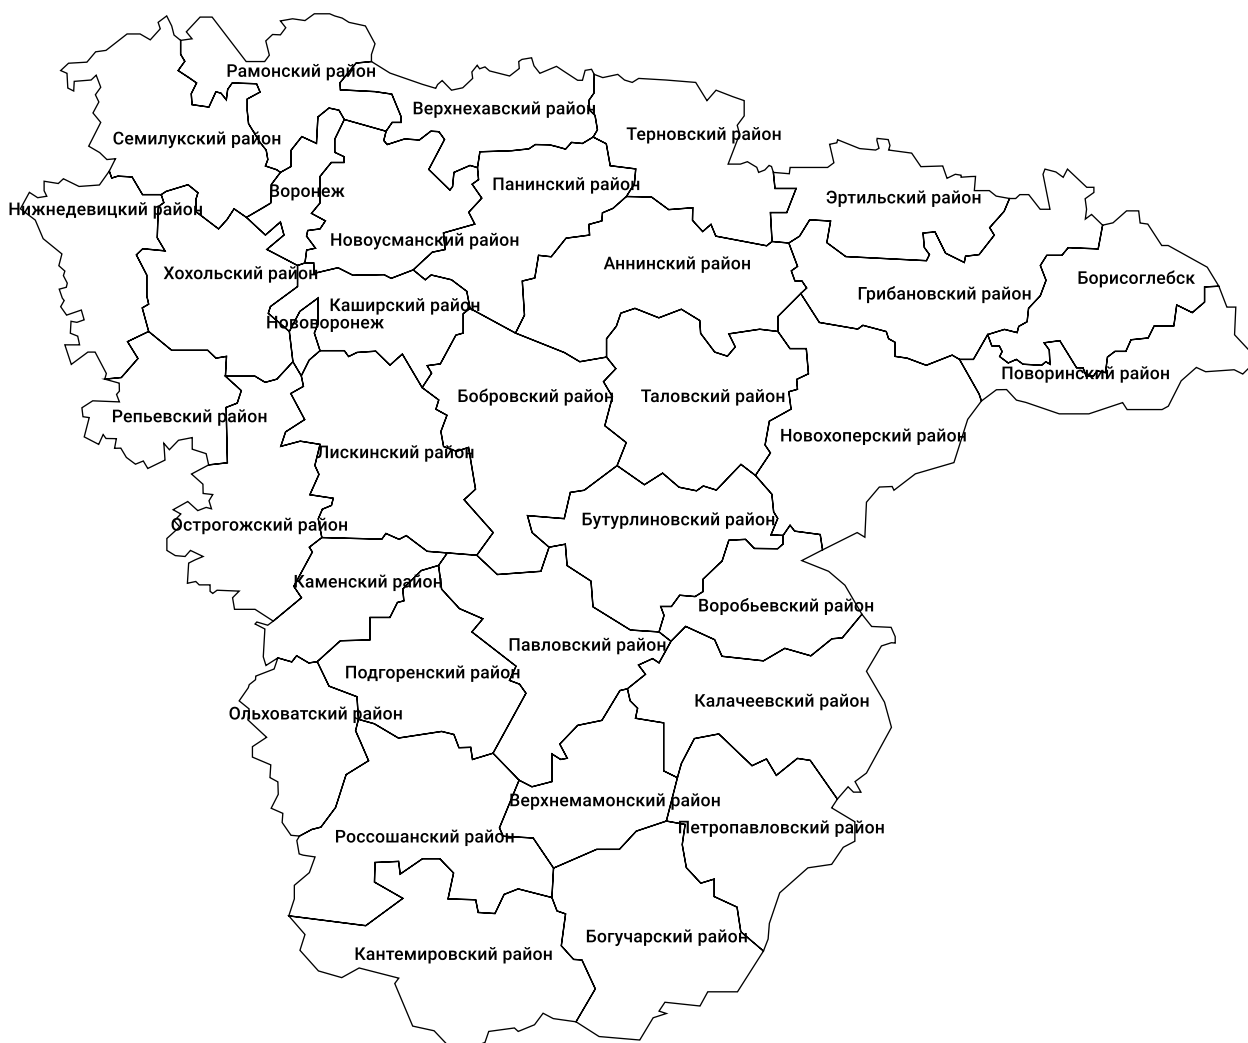 Рамонский район
Верхнехавский район
Терновский район
Семилукский район
Панинский район
Воронеж
Эртильский район
Нижнедевицкий район
Новоусманский район
Аннинский район
Хохольский район
Борисоглебск
Грибановский район
Каширский район
Нововоронеж
Поворинский район
Бобровский район
Таловский район
Репьевский район
Новохоперский район
Лискинский район
Бутурлиновский район
Острогожский район
Каменский район
Воробьевский район
Павловский район
Подгоренский район
Калачеевский район
Ольховатский район
Верхнемамонский район
Петропавловский район
Россошанский район
Богучарский район
Кантемировский район